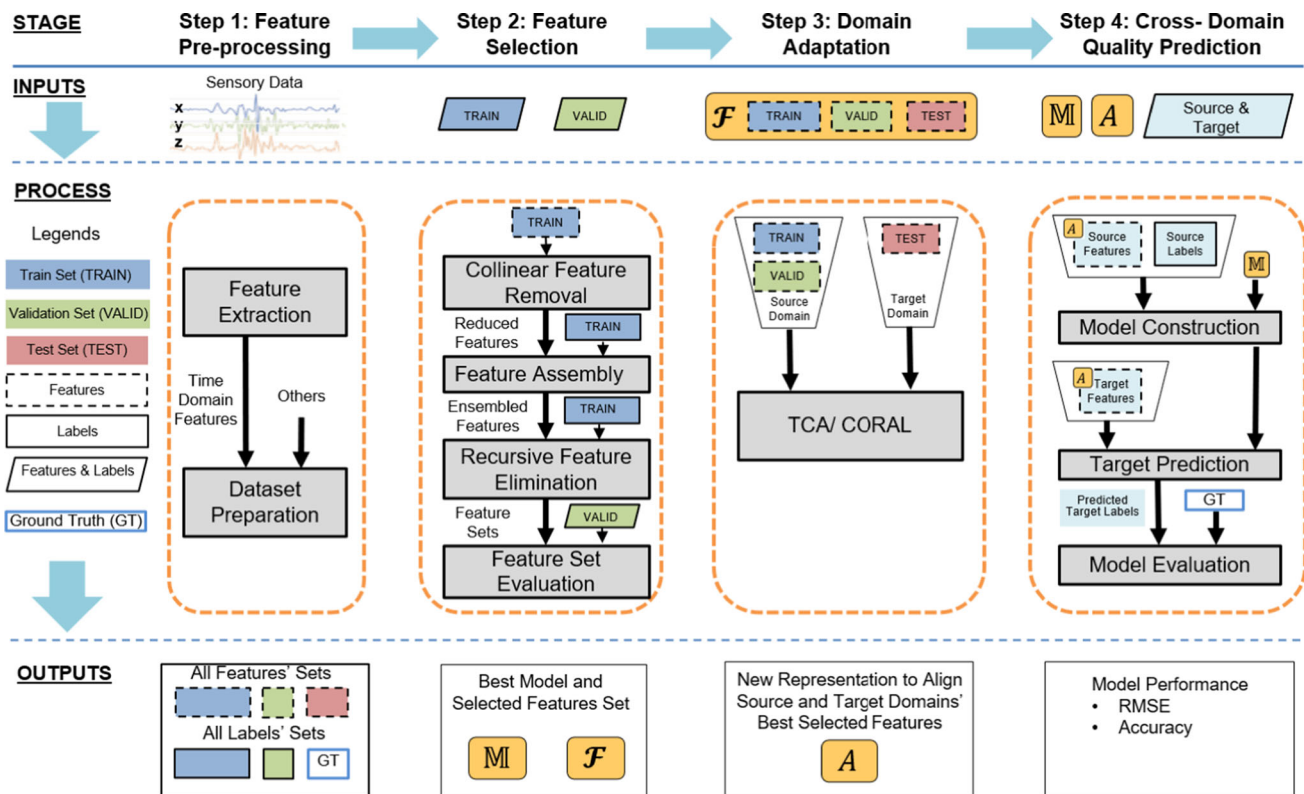 STAGE
Step 1: Feature
Pre-processing
Step 2: Feature
Selection
Step 3: Domain
Adaptation
Step 4: Cross- Domain
Quality Prediction
INPUTS
Sensory Data
x
y
z
TRAIN
VALID
ℱ
TRAIN
VALID
TEST
𝕄
A
Source &
Target
PROCESS
Legends
Train Set (TRAIN)
Validation Set (VALID)
Test Set (TEST)
Features
Labels
Features & Labels
Ground Truth (GT)
Feature
Extraction
Time
Domain
Features
Others
Dataset
Preparation
TRAIN
Collinear Feature
Removal
Reduced
Features
TRAIN
Feature Assembly
Ensembled
Features
TRAIN
Recursive Feature
Elimination
Feature
Sets
VALID
Feature Set
Evaluation
TRAIN
VALID
Source
Domain
TEST
Target
Domain
TCA/ CORAL
A
Source
Features
Source
Labels
𝕄
Model Construction
A
Target
Features
Target Prediction
Predicted
Target Labels
GT
Model Evaluation
OUTPUTS
All Features' Sets
All Labels' Sets
GT
Best Model and
Selected Features Set
𝕄
ℱ
New Representation to Align
Source and Target Domains'
Best Selected Features
A
Model Performance
• RMSE
• Accuracy